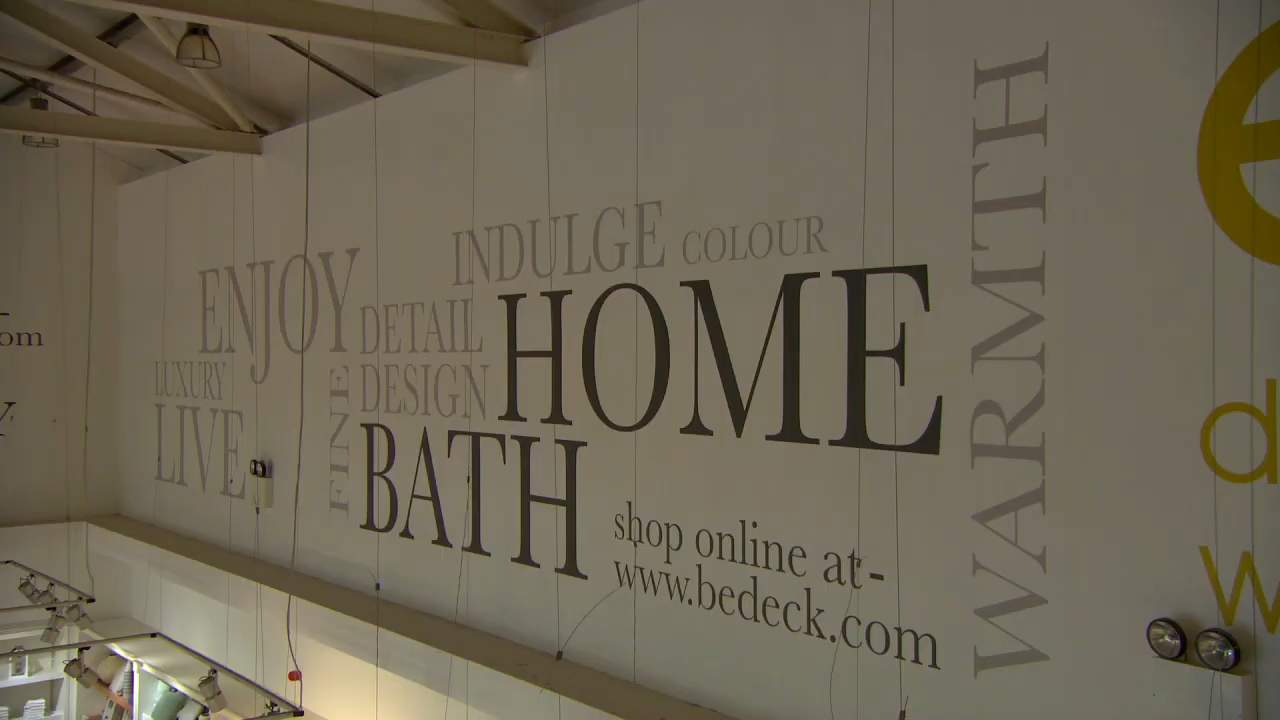 INDULGE COLOUR
ENJOY
DETAIL
HOME
LUXURY
DESIGN
LIVE
FINE
BATH
WARMTH
shop online at-
www.bedeck.com
om
y
e
d
w